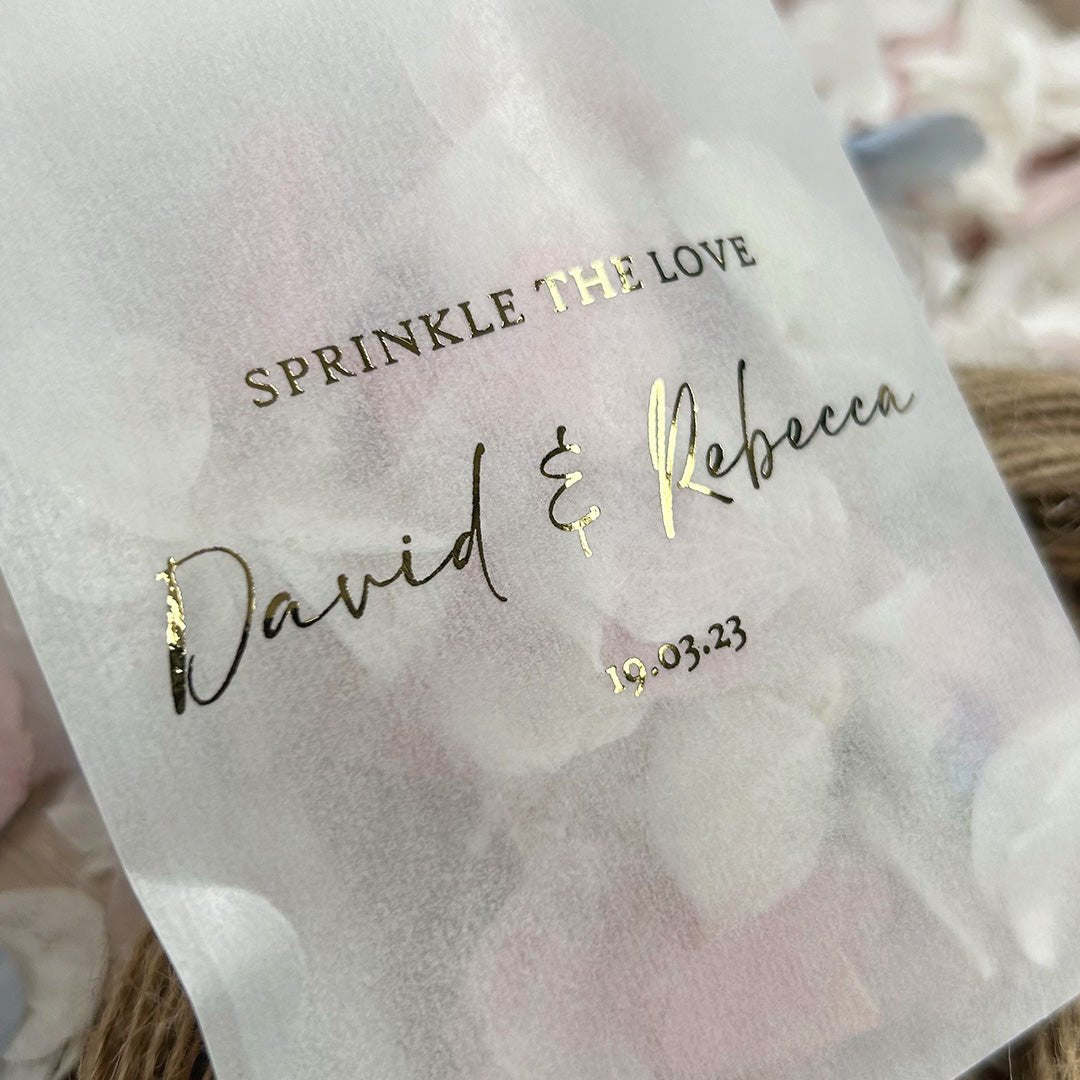 SPRINKLE THE LOVE
David & Rebecca
19.03.23